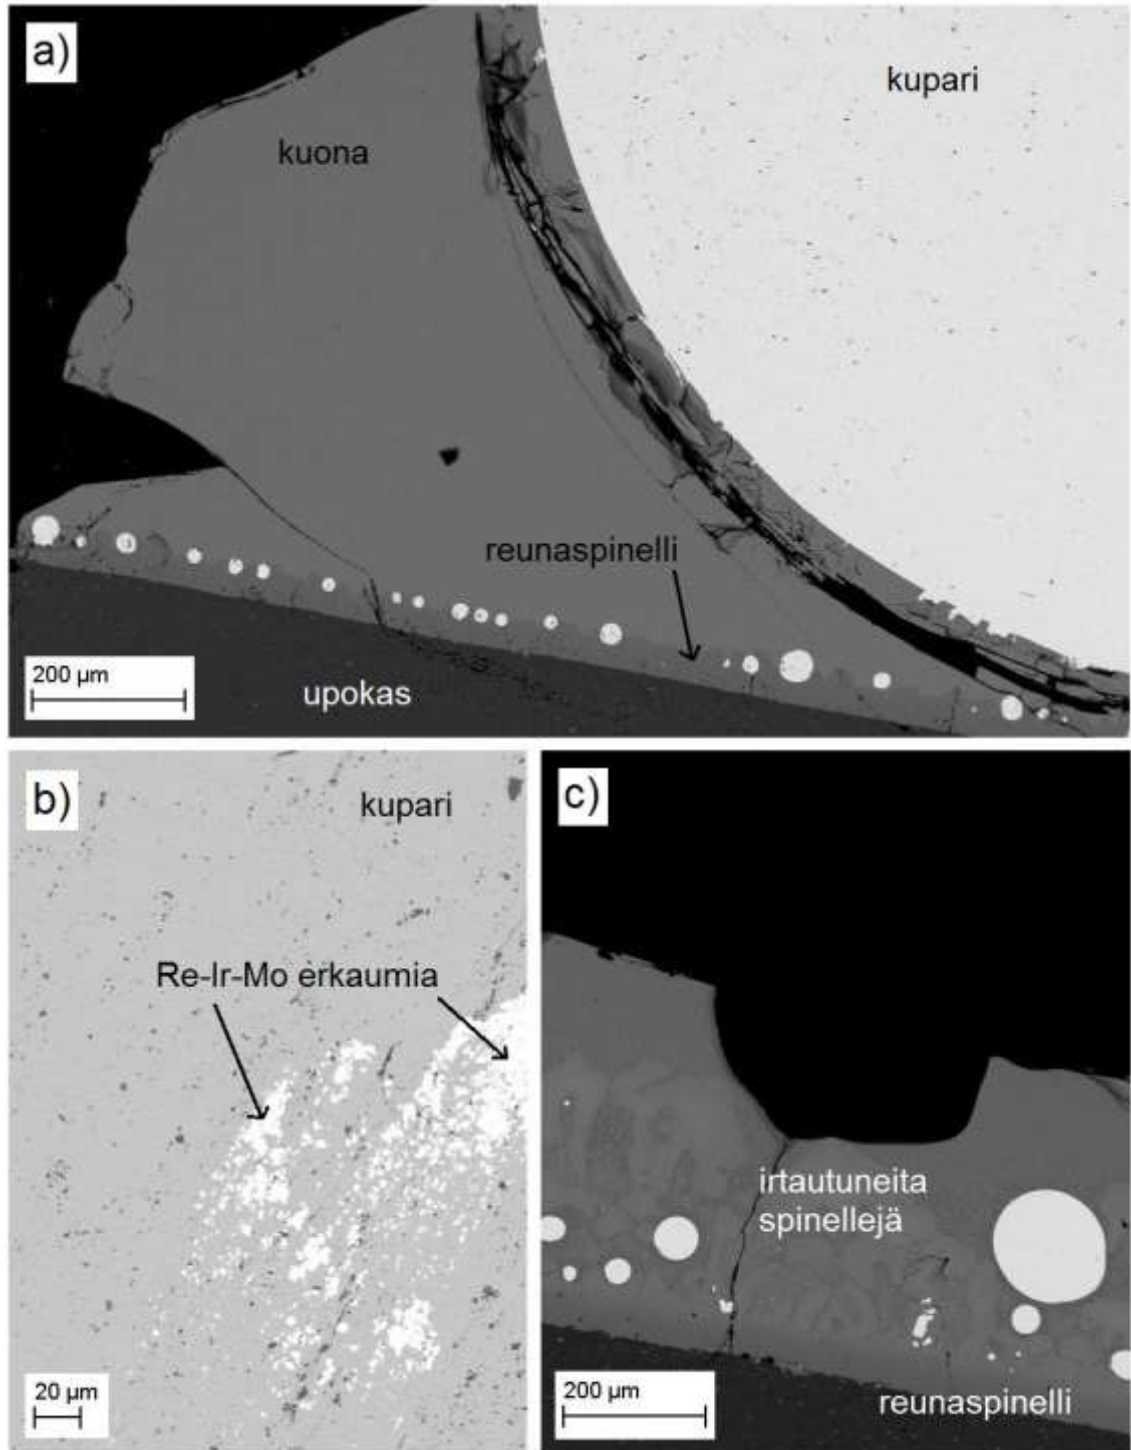 a)
kupari
kuona
reunaspinelli
200 µm
upokas
b)
kupari
Re-Ir-Mo erkaumia
20 µm
c)
irtautuneita
spinellejä
200 µm
reunaspinelli